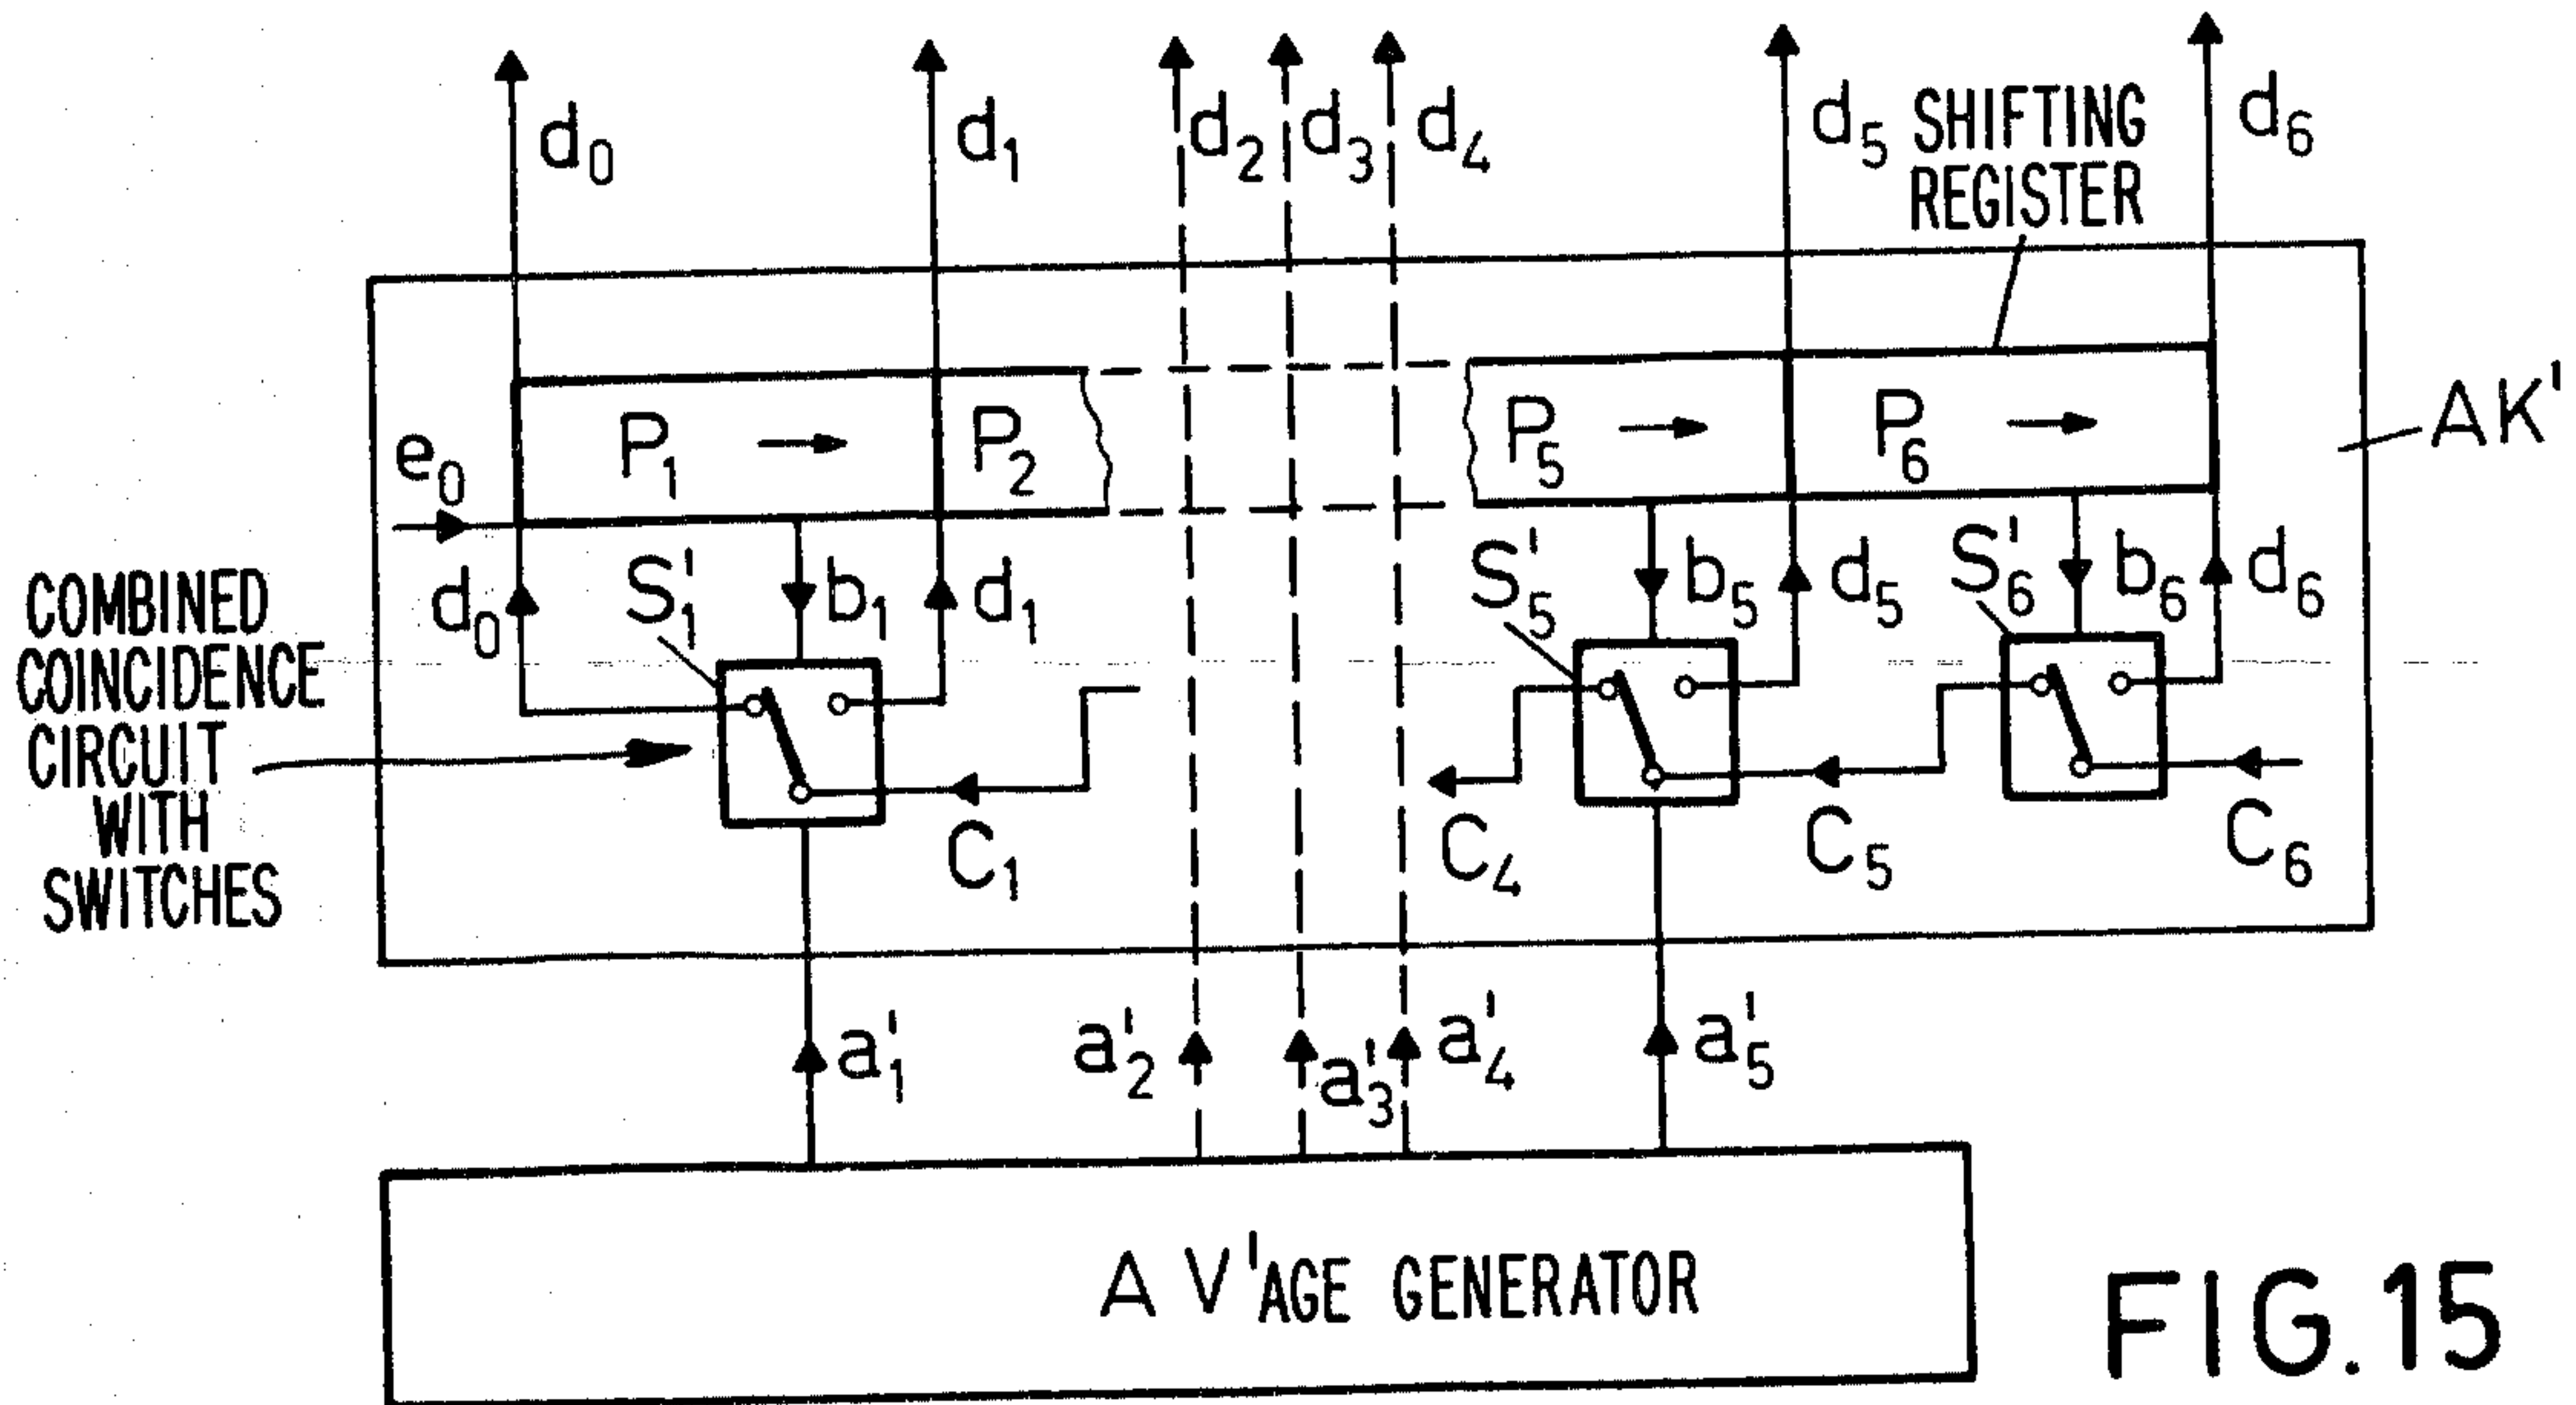 d0 d1 d2 d3 d4 d5 SHIFTING REGISTER d6
e0 P1 P2 P5 P6 AK'
d0 S'1 b1 d1 S'5 b5 d5 S'6 b6 d6
COMBINED
COINCIDENCE
CIRCUIT
WITH
SWITCHES
C1 C4 C5 C6
a'1 a'2 a'3 a'4 a'5
A V'AGE GENERATOR
FIG.15